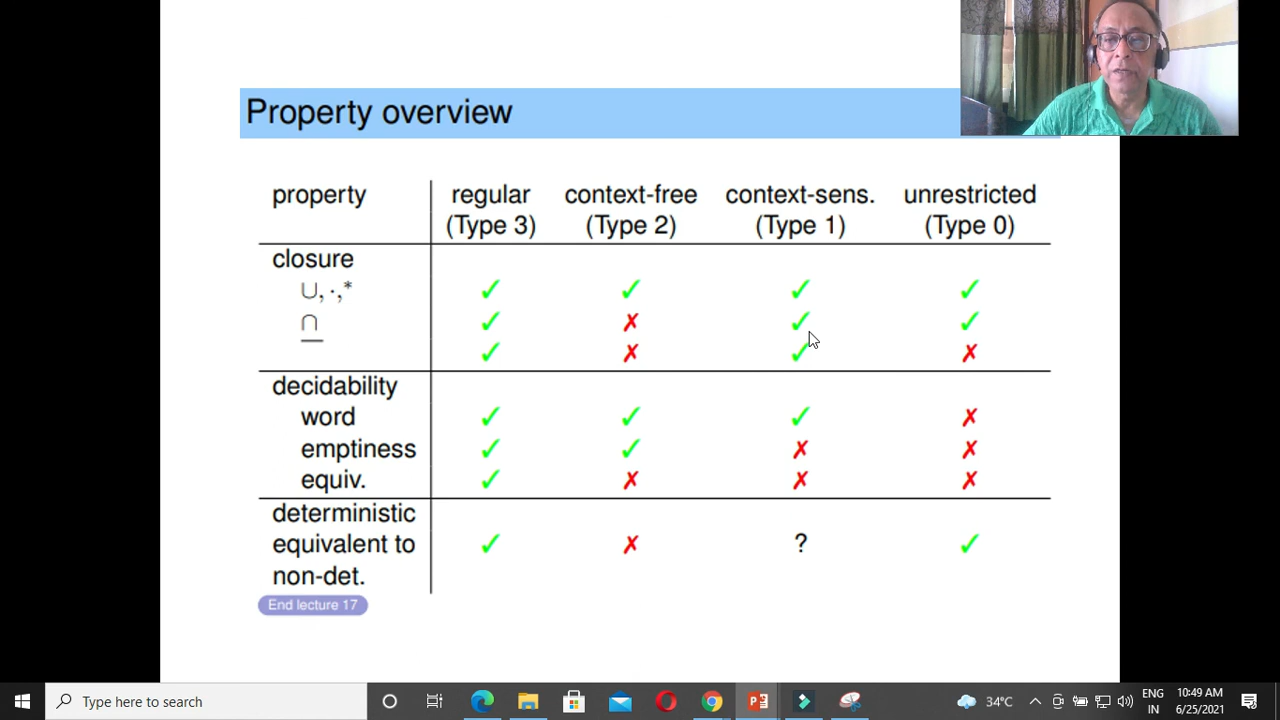 Property overview
property regular context-free context-sens. unrestricted
(Type 3) (Type 2) (Type 1) (Type 0)
closure
∪, ·,* ✓ ✓ ✓ ✓
∩ ✓ ✗ ✓ ✓
‾ ✓ ✗ ✓ ✗
decidability
word ✓ ✓ ✓ ✗
emptiness ✓ ✓ ✗ ✗
equiv. ✓ ✗ ✗ ✗
deterministic
equivalent to ✓ ✗ ? ✓
non-det.
End lecture 17
Type here to search
34°C
ENG
IN
10:49 AM
6/25/2021